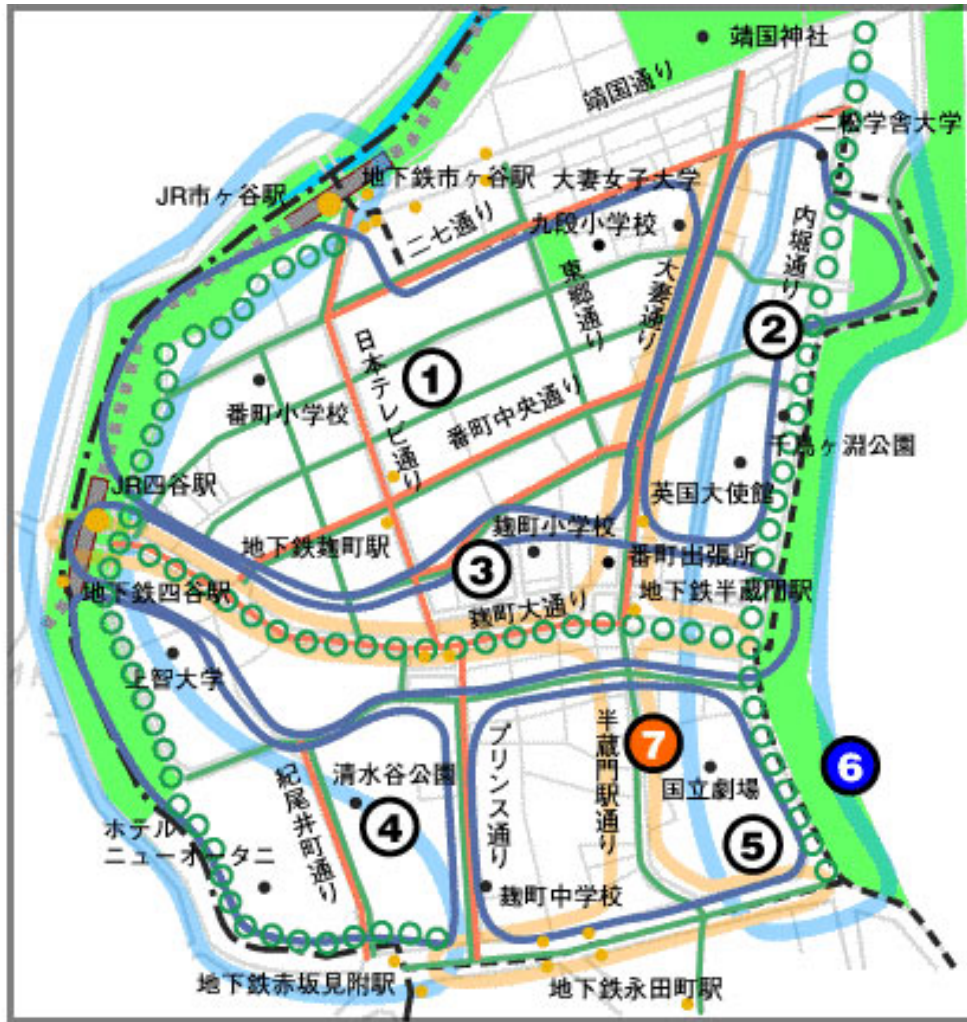 靖国神社
靖国通り
二松学舎大学
JR市ヶ谷駅
地下鉄市ヶ谷駅
大妻女子大学
二七通り
九段小学校
内堀通り
東郷通り
大妻通り
②
日本テレビ通り
①
番町小学校
番町中央通り
千鳥ヶ淵公園
JR四谷駅
英国大使館
地下鉄麹町駅
麹町小学校
③
番町出張所
地下鉄四谷駅
地下鉄半蔵門駅
麹町大通り
上智大学
プリンス通り
半蔵門駅通り
⑦
⑥
清水谷公園
国立劇場
紀尾井町通り
④
⑤
ホテル
ニューオータニ
麹町中学校
地下鉄赤坂見附駅
地下鉄永田町駅